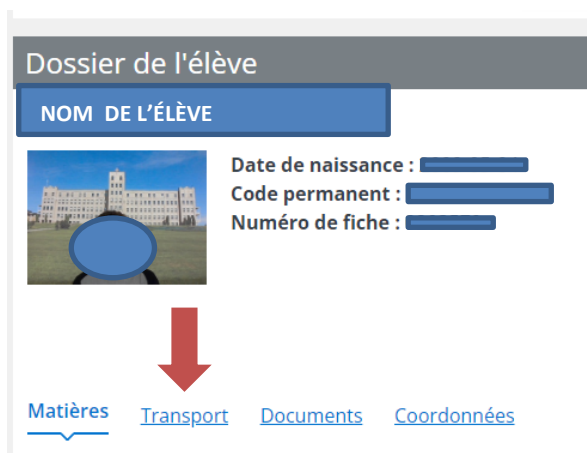 Dossier de l'élève
NOM DE L'ÉLÈVE
Date de naissance :
Code permanent :
Numéro de fiche :
Matières Transport Documents Coordonnées